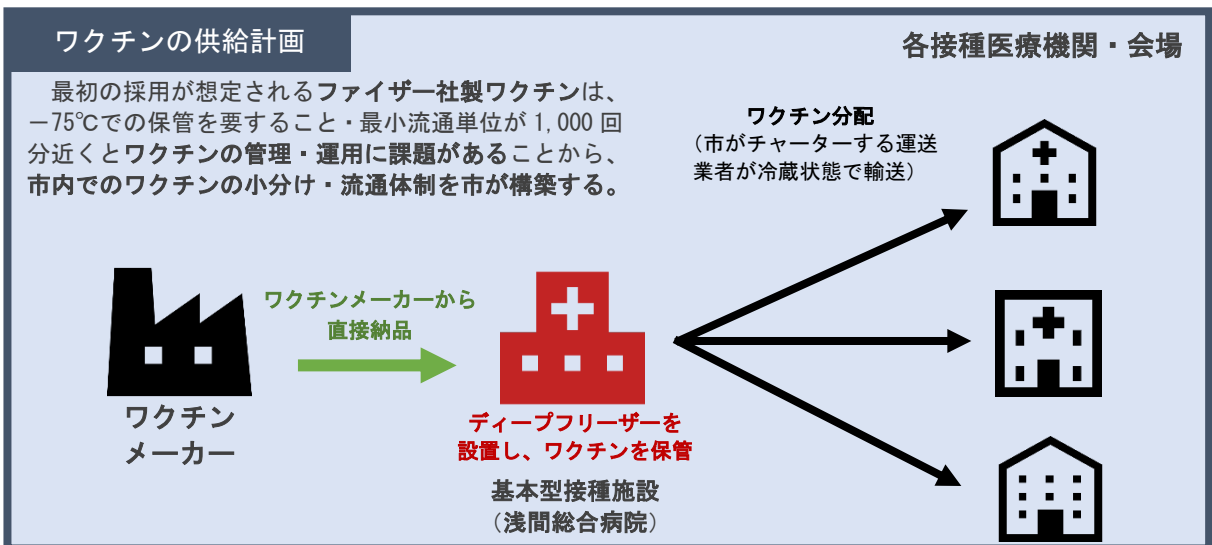 ワクチンの供給計画
各接種医療機関・会場
最初の採用が想定されるファイザー社製ワクチンは、
－75℃での保管を要すること・最小流通単位が 1,000 回
分近くとワクチンの管理・運用に課題があることから、
市内でのワクチンの小分け・流通体制を市が構築する。
ワクチン分配
（市がチャーターする運送
業者が冷蔵状態で輸送）
ワクチンメーカーから
直接納品
ワクチン
メーカー
ディープフリーザーを
設置し、ワクチンを保管
基本型接種施設
（浅間総合病院）